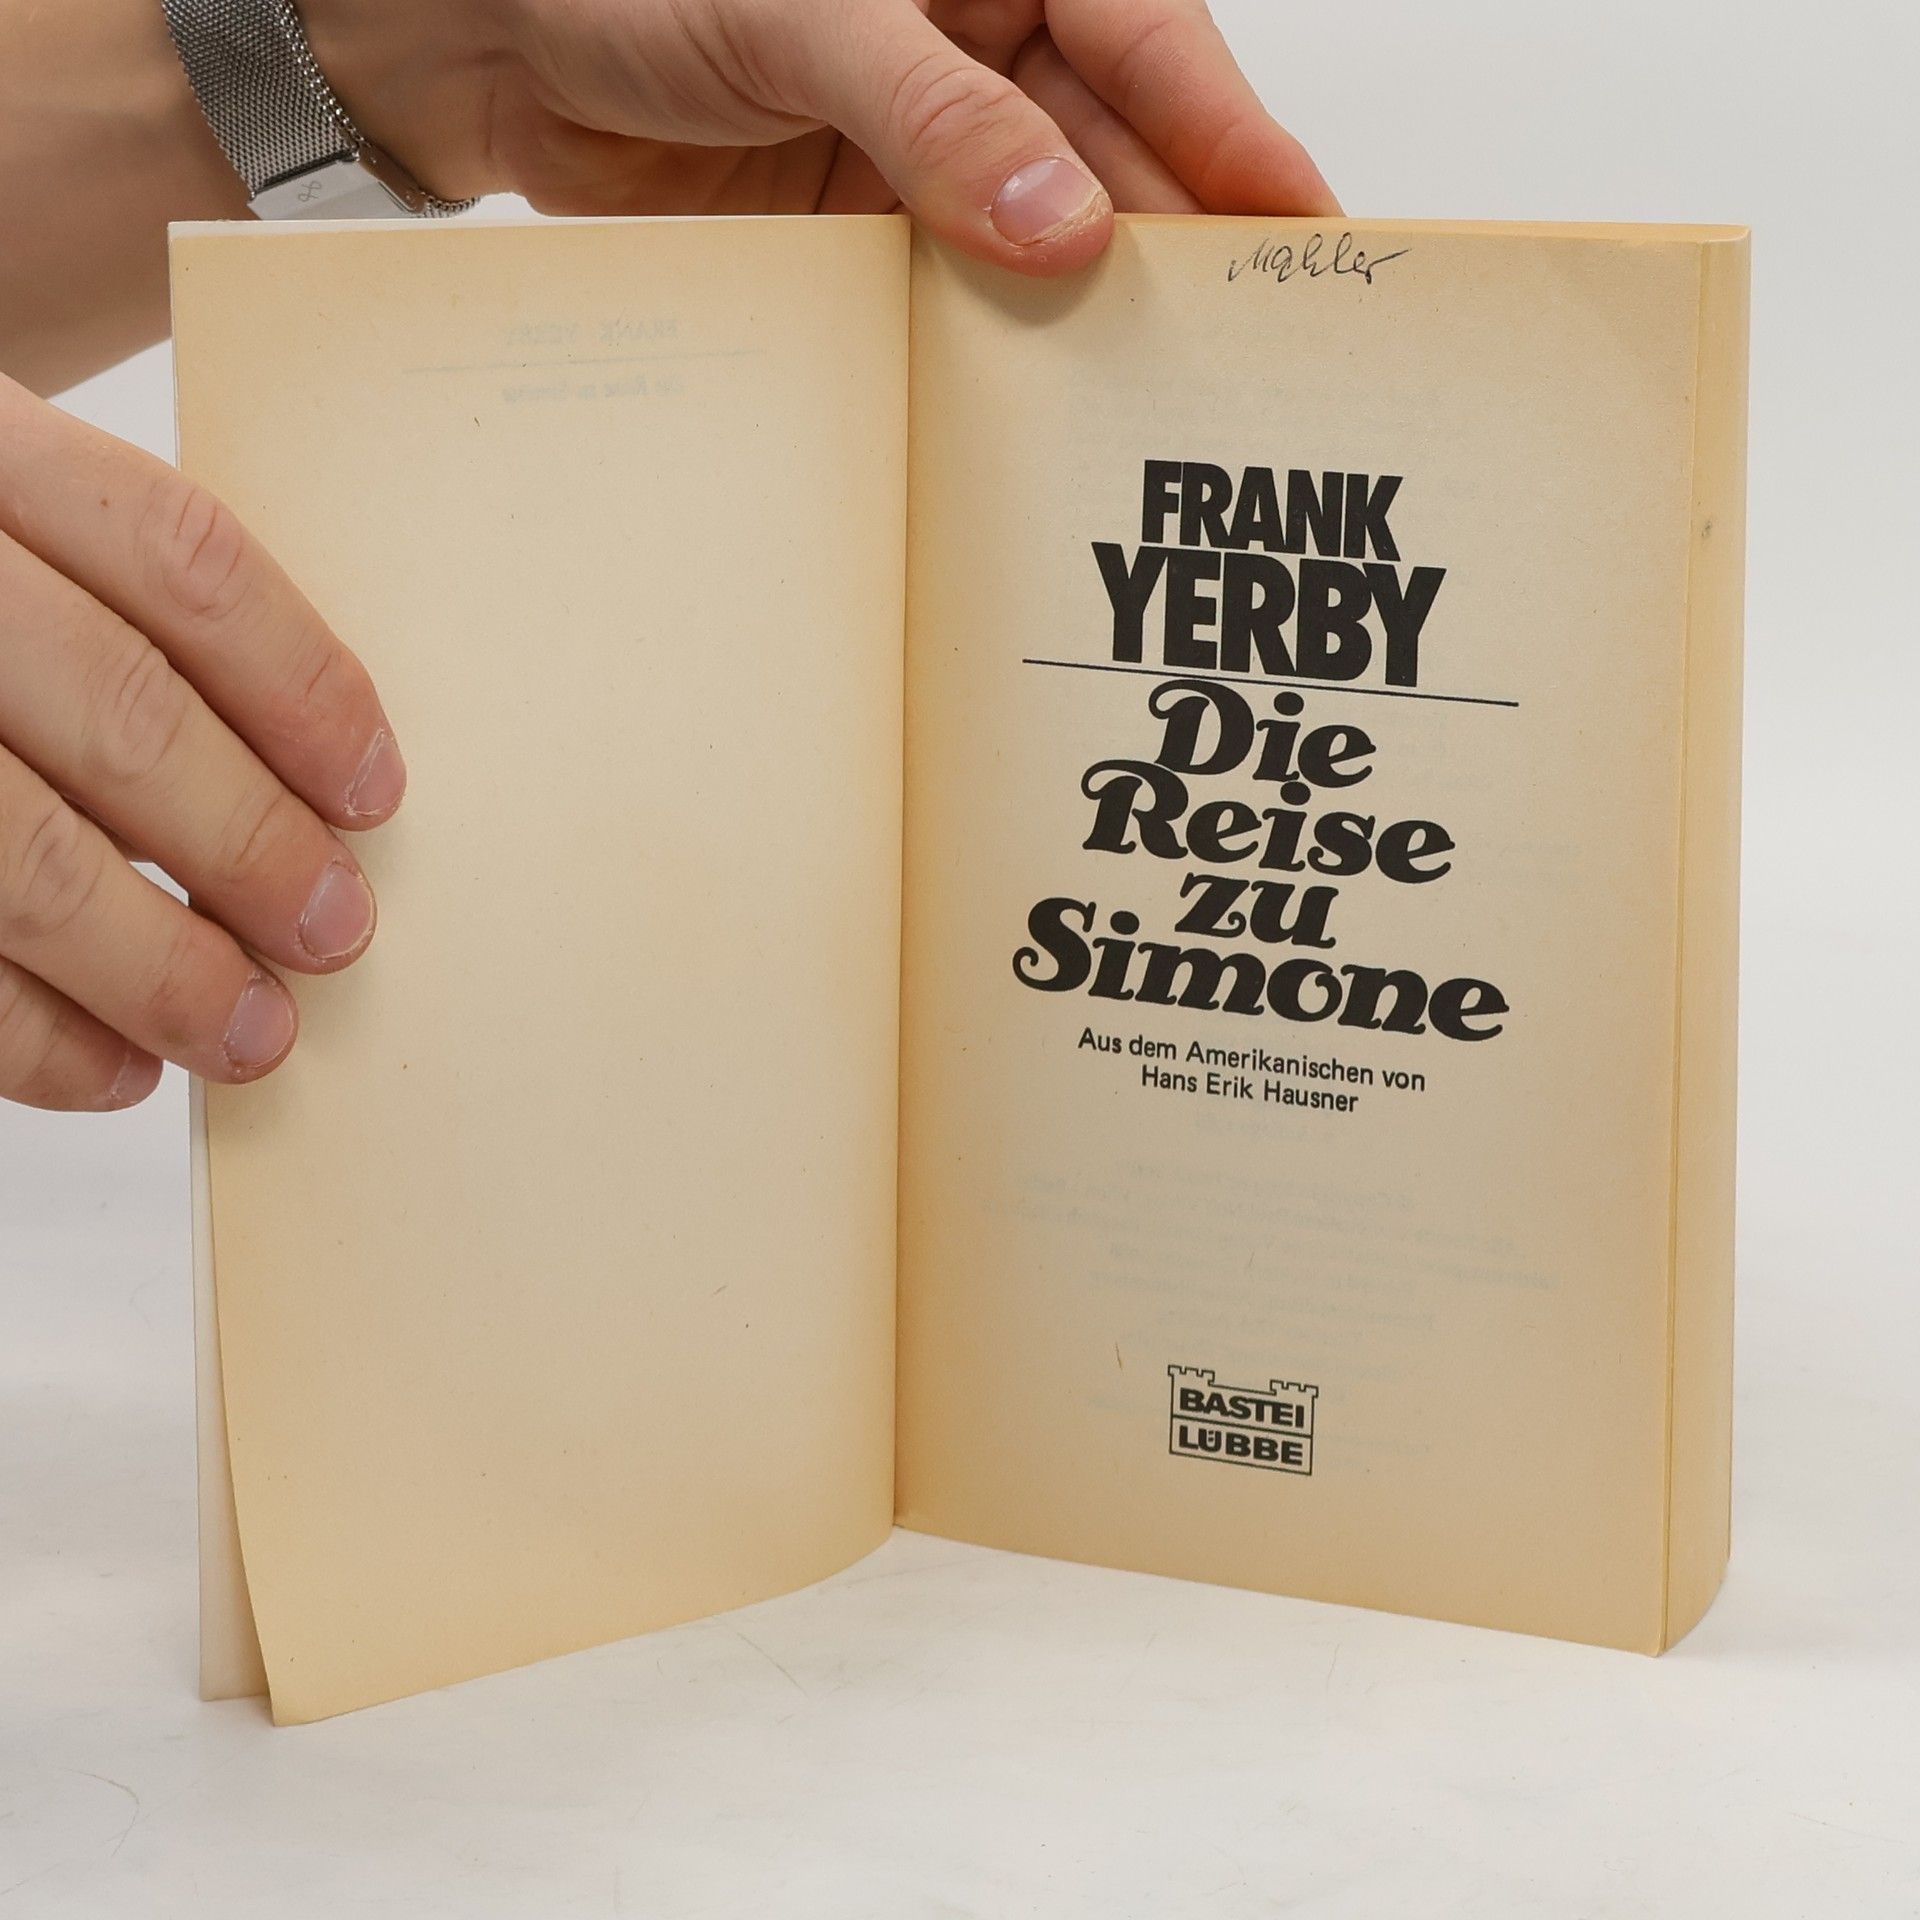 Mahler
FRANK
YERBY
Die
Reise
zu
Simone
Aus dem Amerikanischen von
Hans Erik Hausner
BASTEI
LÜBBE